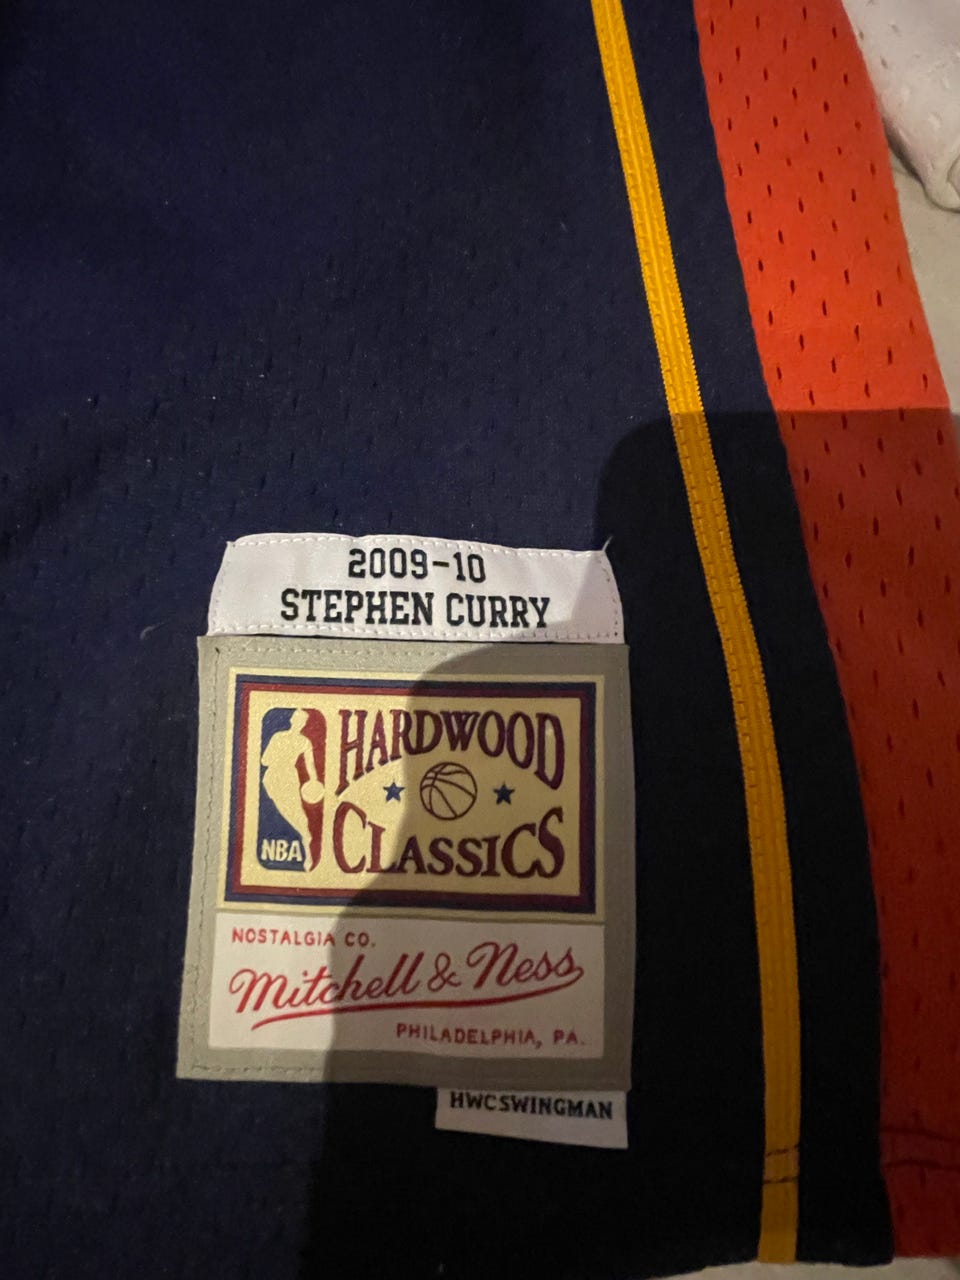 2009-10
STEPHEN CURRY
HARDWOOD
CLASSICS
NBA
NOSTALGIA CO.
Mitchell & Ness
PHILADELPHIA, PA.
HWCSWINGMAN